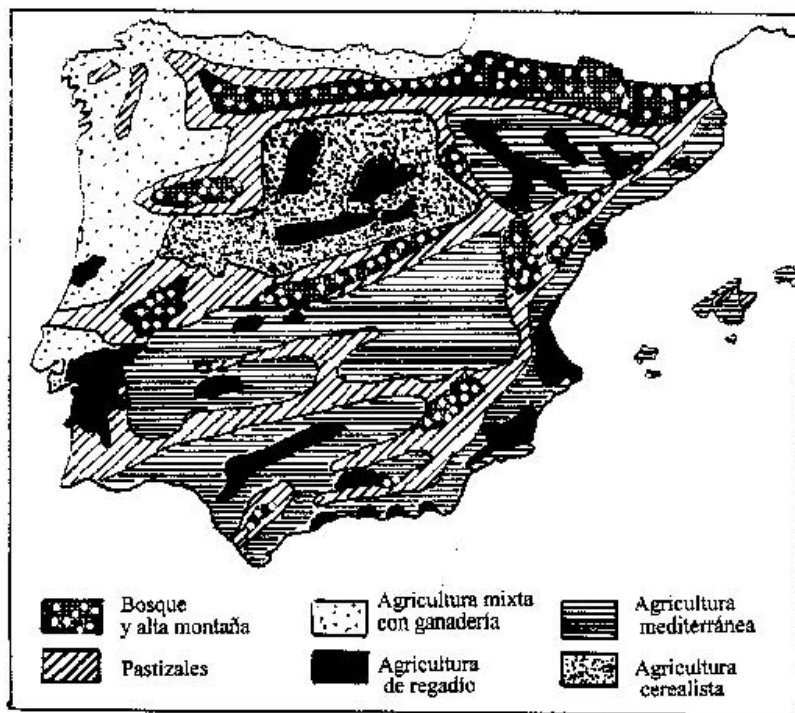 Bosque
y alta montaña
Agricultura mixta
con ganadería
Agricultura
mediterránea
Pastizales
Agricultura
de regadío
Agricultura
cerealista